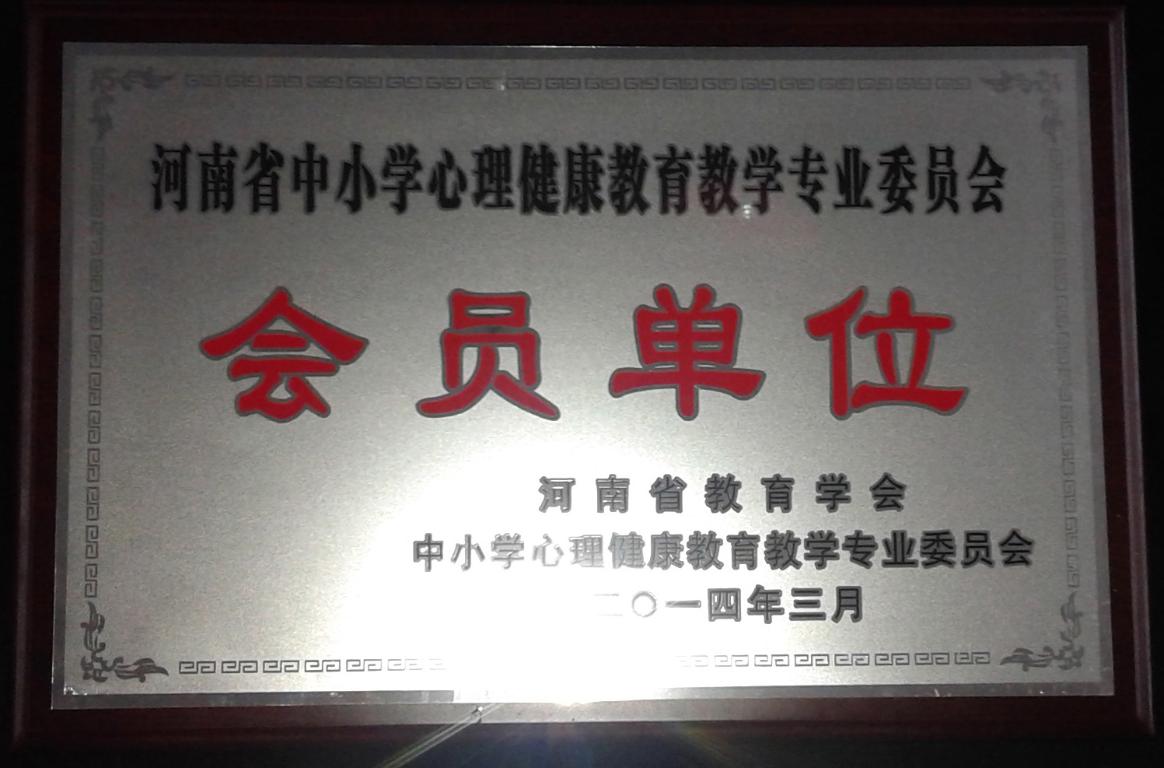 河南省中小学心理健康教育教学专业委员会
会员单位
河南省教育学会
中小学心理健康教育教学专业委员会
二〇一四年三月